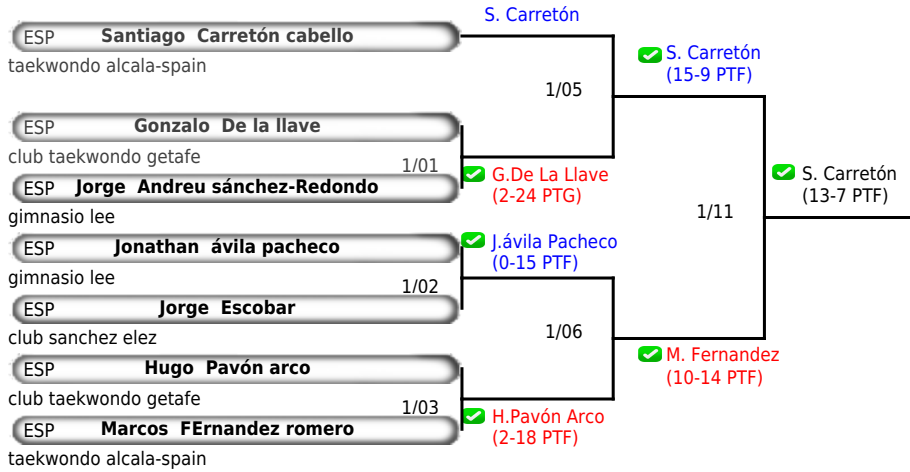 S. Carretón
ESP Santiago Carretón cabello
taekwondo alcala-spain
S. Carretón
(15-9 PTF)
1/05
ESP Gonzalo De la llave
club taekwondo getafe
1/01
ESP Jorge Andreu sánchez-Redondo
gimnasio lee
G.De La Llave
(2-24 PTG)
S. Carretón
(13-7 PTF)
1/11
ESP Jonathan ávila pacheco
gimnasio lee
J.ávila Pacheco
(0-15 PTF)
1/02
ESP Jorge Escobar
club sanchez elez
1/06
M. Fernandez
(10-14 PTF)
ESP Hugo Pavón arco
club taekwondo getafe
1/03
ESP Marcos FErnandez romero
taekwondo alcala-spain
H.Pavón Arco
(2-18 PTF)